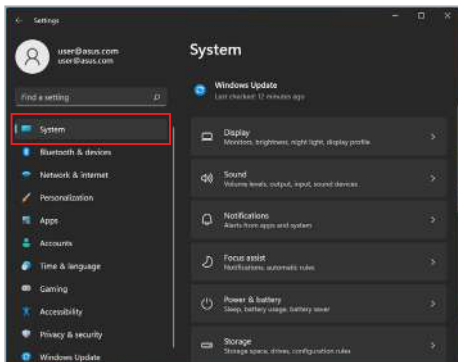 Settings
user@asus.com
user@asus.com
Find a setting
System
Bluetooth & devices
Network & internet
Personalization
Apps
Accounts
Time & language
Gaming
Accessibility
Privacy & security
Windows Update
System
Windows Update
Last checked: 12 minutes ago
Display
Monitors, brightness, night light, display profile
Sound
Volume levels, output, input, sound devices
Notifications
Alerts from apps and system
Focus assist
Notifications, automatic rules
Power & battery
Sleep, battery usage, battery saver
Storage
Storage space, drives, configuration rules